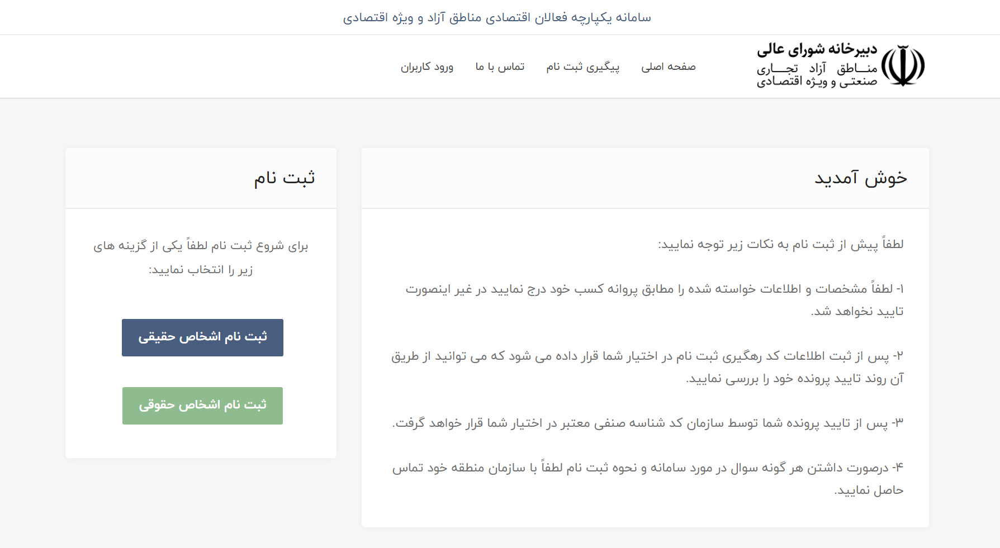 سامانه یکپارچه فعالان اقتصادی مناطق آزاد و ویژه اقتصادی
دبیرخانه شورای عالی
منـــاطق آزاد تجـــاری
صنعتـی و ویـژه اقتصـادی
صفحه اصلی
پیگیری ثبت نام
تماس با ما
ورود کاربران
خوش آمدید
لطفاً پیش از ثبت نام به نکات زیر توجه نمایید:
۱- لطفاً مشخصات و اطلاعات خواسته شده را مطابق پروانه کسب خود درج نمایید در غیر اینصورت
تایید نخواهد شد.
۲- پس از ثبت اطلاعات کد رهگیری ثبت نام در اختیار شما قرار داده می شود که می توانید از طریق
آن روند تایید پرونده خود را بررسی نمایید.
۳- پس از تایید پرونده شما توسط سازمان کد شناسه صنفی معتبر در اختیار شما قرار خواهد گرفت.
۴- درصورت داشتن هر گونه سوال در مورد سامانه و نحوه ثبت نام لطفاً با سازمان منطقه خود تماس
حاصل نمایید.
ثبت نام
برای شروع ثبت نام لطفاً یکی از گزینه های
زیر را انتخاب نمایید:
ثبت نام اشخاص حقیقی
ثبت نام اشخاص حقوقی